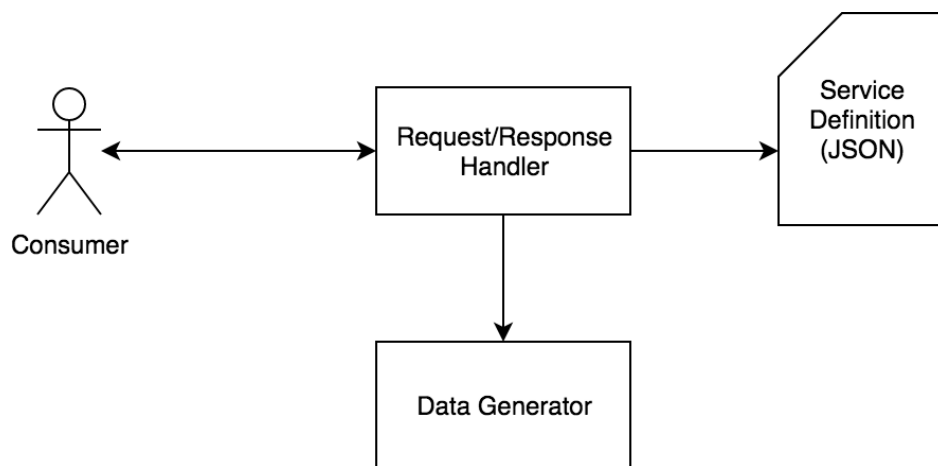 Service
Definition
(JSON)
Request/Response
Handler
Consumer
Data Generator